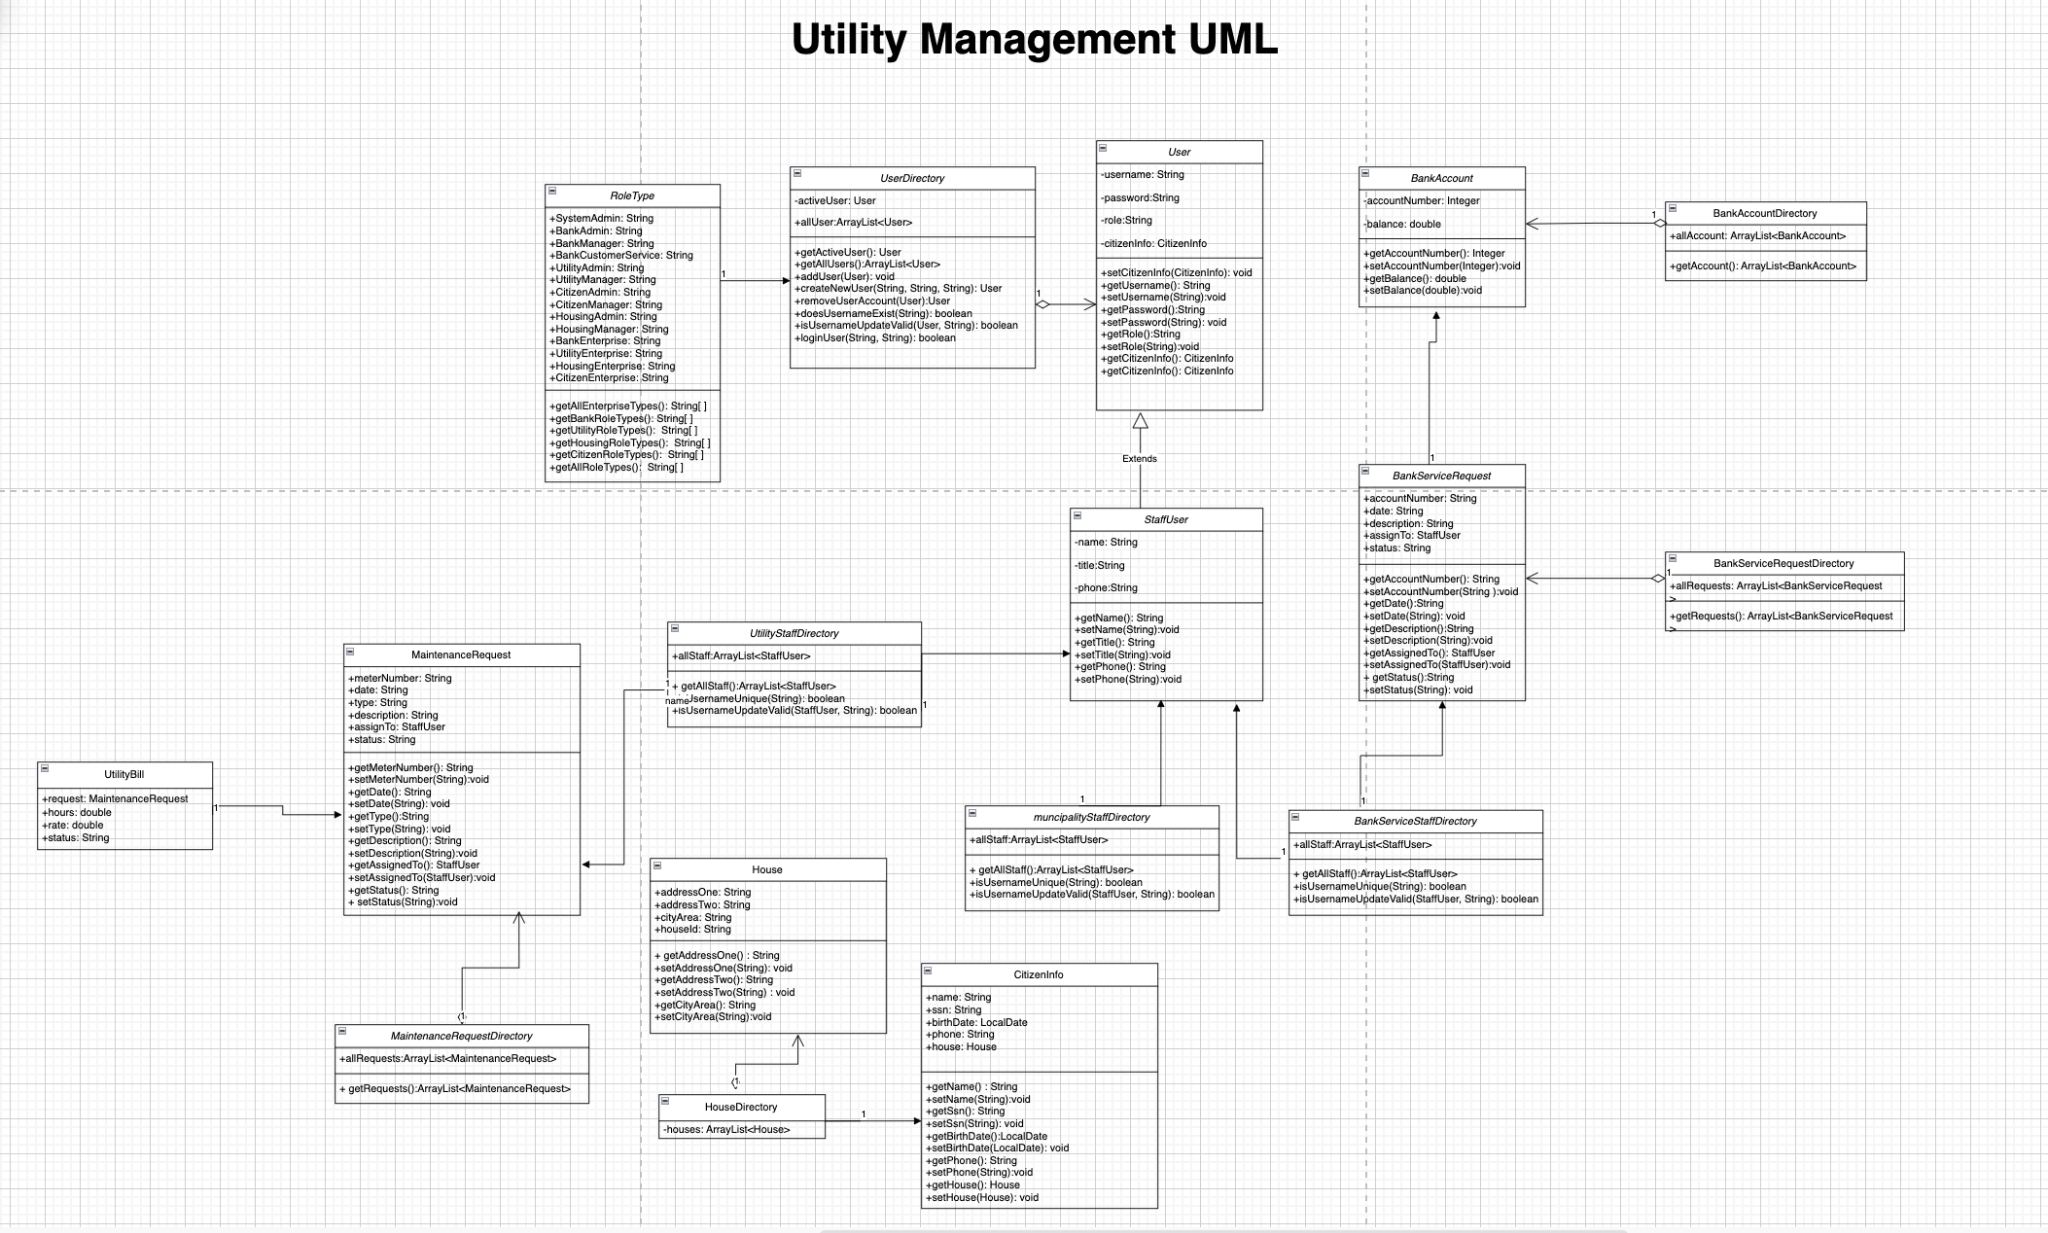 Utility Management UML
RoleType
+SystemAdmin: String
+BankAdmin: String
+BankManager: String
+BankCustomerService: String
+UtilityAdmin: String
+UtilityManager: String
+CitizenAdmin: String
+CitizenManager: String
+HousingAdmin: String
+HousingManager: String
+BankEnterprise: String
+UtilityEnterprise: String
+HousingEnterprise: String
+CitizenEnterprise: String
+getAllEnterpriseTypes(): String[ ]
+getBankRoleTypes(): String[ ]
+getUtilityRoleTypes():  String[ ]
+getHousingRoleTypes():  String[ ]
+getCitizenRoleTypes():  String[ ]
+getAllRoleTypes():  String[ ]
1
UserDirectory
-activeUser: User
+allUser:ArrayList<User>
+getActiveUser(): User
+getAllUsers():ArrayList<User>
+addUser(User): void
+createNewUser(String, String, String): User
+removeUserAccount(User):User
+doesUsernameExist(String): boolean
+isUsernameUpdateValid(User, String): boolean
+loginUser(String, String): boolean
1
User
-username: String
-password:String
-role:String
-citizenInfo: CitizenInfo
+setCitizenInfo(CitizenInfo): void
+getUsername(): String
+setUsername(String):void
+getPassword():String
+setPassword(String): void
+getRole():String
+setRole(String):void
+getCitizenInfo(): CitizenInfo
+getCitizenInfo(): CitizenInfo
Extends
BankAccount
-accountNumber: Integer
-balance: double
+getAccountNumber(): Integer
+setAccountNumber(Integer):void
+getBalance(): double
+setBalance(double):void
1
BankAccountDirectory
+allAccount: ArrayList<BankAccount>
+getAccount(): ArrayList<BankAccount>
1
BankServiceRequest
+accountNumber: String
+date: String
+description: String
+assignTo: StaffUser
+status: String
+getAccountNumber(): String
+setAccountNumber(String ):void
+getDate():String
+setDate(String): void
+getDescription():String
+setDescription(String):void
+getAssignedTo(): StaffUser
+setAssignedTo(StaffUser):void
+ getStatus():String
+setStatus(String): void
BankServiceRequestDirectory
1
+allRequests: ArrayList<BankServiceRequest
>
+getRequests(): ArrayList<BankServiceRequest
>
StaffUser
-name: String
-title:String
-phone:String
+getName(): String
+setName(String):void
+getTitle(): String
+setTitle(String):void
+getPhone(): String
+setPhone(String):void
UtilityStaffDirectory
+allStaff:ArrayList<StaffUser>
1
+ getAllStaff():ArrayList<StaffUser>
name
UsernameUnique(String): boolean
+isUsernameUpdateValid(StaffUser, String): boolean
1
MaintenanceRequest
+meterNumber: String
+date: String
+type: String
+description: String
+assignTo: StaffUser
+status: String
+getMeterNumber(): String
+setMeterNumber(String):void
+getDate(): String
+setDate(String): void
+getType():String
+setType(String): void
+getDescription(): String
+setDescription(String):void
+getAssignedTo(): StaffUser
+setAssignedTo(StaffUser):void
+getStatus(): String
+ setStatus(String):void
UtilityBill
+request: MaintenanceRequest
+hours: double
+rate: double
+status: String
1
1
muncipalityStaffDirectory
+allStaff:ArrayList<StaffUser>
+ getAllStaff():ArrayList<StaffUser>
+isUsernameUnique(String): boolean
+isUsernameUpdateValid(StaffUser, String): boolean
1
1
BankServiceStaffDirectory
+allStaff:ArrayList<StaffUser>
+ getAllStaff():ArrayList<StaffUser>
+isUsernameUnique(String): boolean
+isUsernameUpdateValid(StaffUser, String): boolean
House
+addressOne: String
+addressTwo: String
+cityArea: String
+houseId: String
+ getAddressOne() : String
+setAddressOne(String): void
+getAddressTwo(): String
+setAddressTwo(String) : void
+getCityArea(): String
+setCityArea(String):void
CitizenInfo
+name: String
+ssn: String
+birthDate: LocalDate
+phone: String
+house: House
+getName() : String
+setName(String):void
+getSsn(): String
+setSsn(String): void
+getBirthDate():LocalDate
+setBirthDate(LocalDate): void
+getPhone(): String
+setPhone(String):void
+getHouse(): House
+setHouse(House): void
1
MaintenanceRequestDirectory
+allRequests:ArrayList<MaintenanceRequest>
+ getRequests():ArrayList<MaintenanceRequest>
1
HouseDirectory
-houses: ArrayList<House>
1